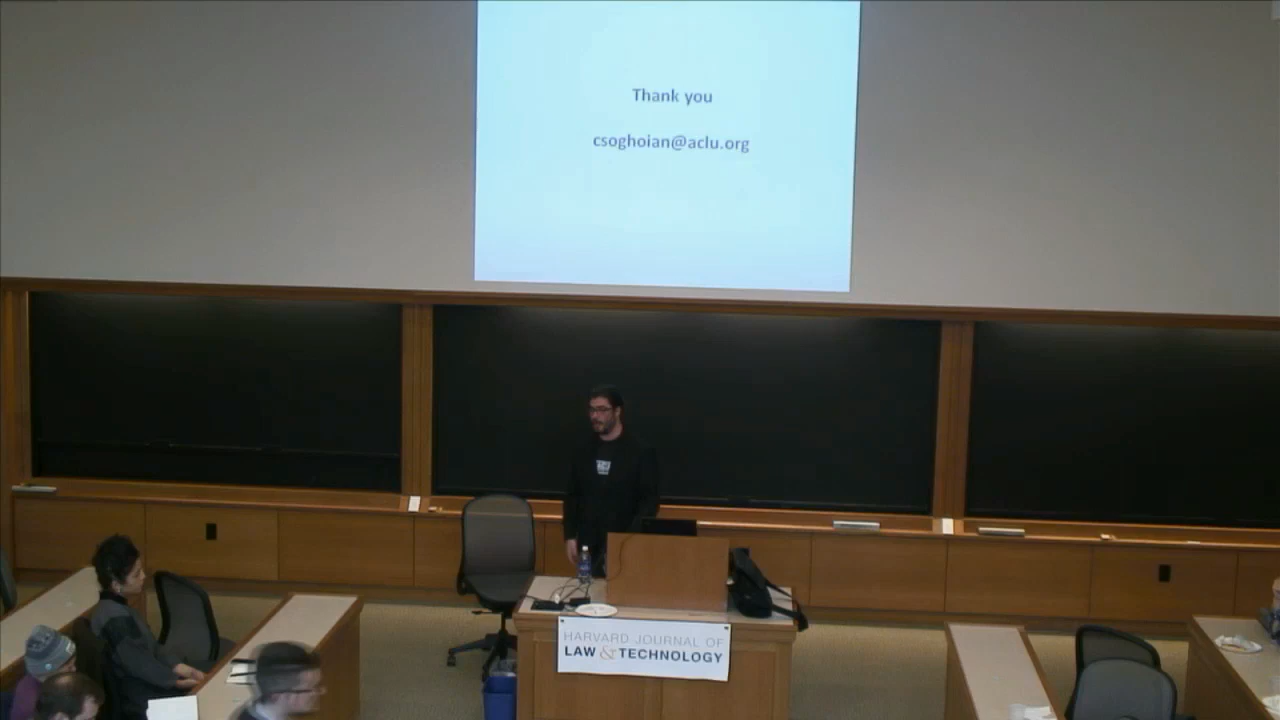 Thank you
csoghoian@aclu.org
HARVARD JOURNAL OF
LAW & TECHNOLOGY